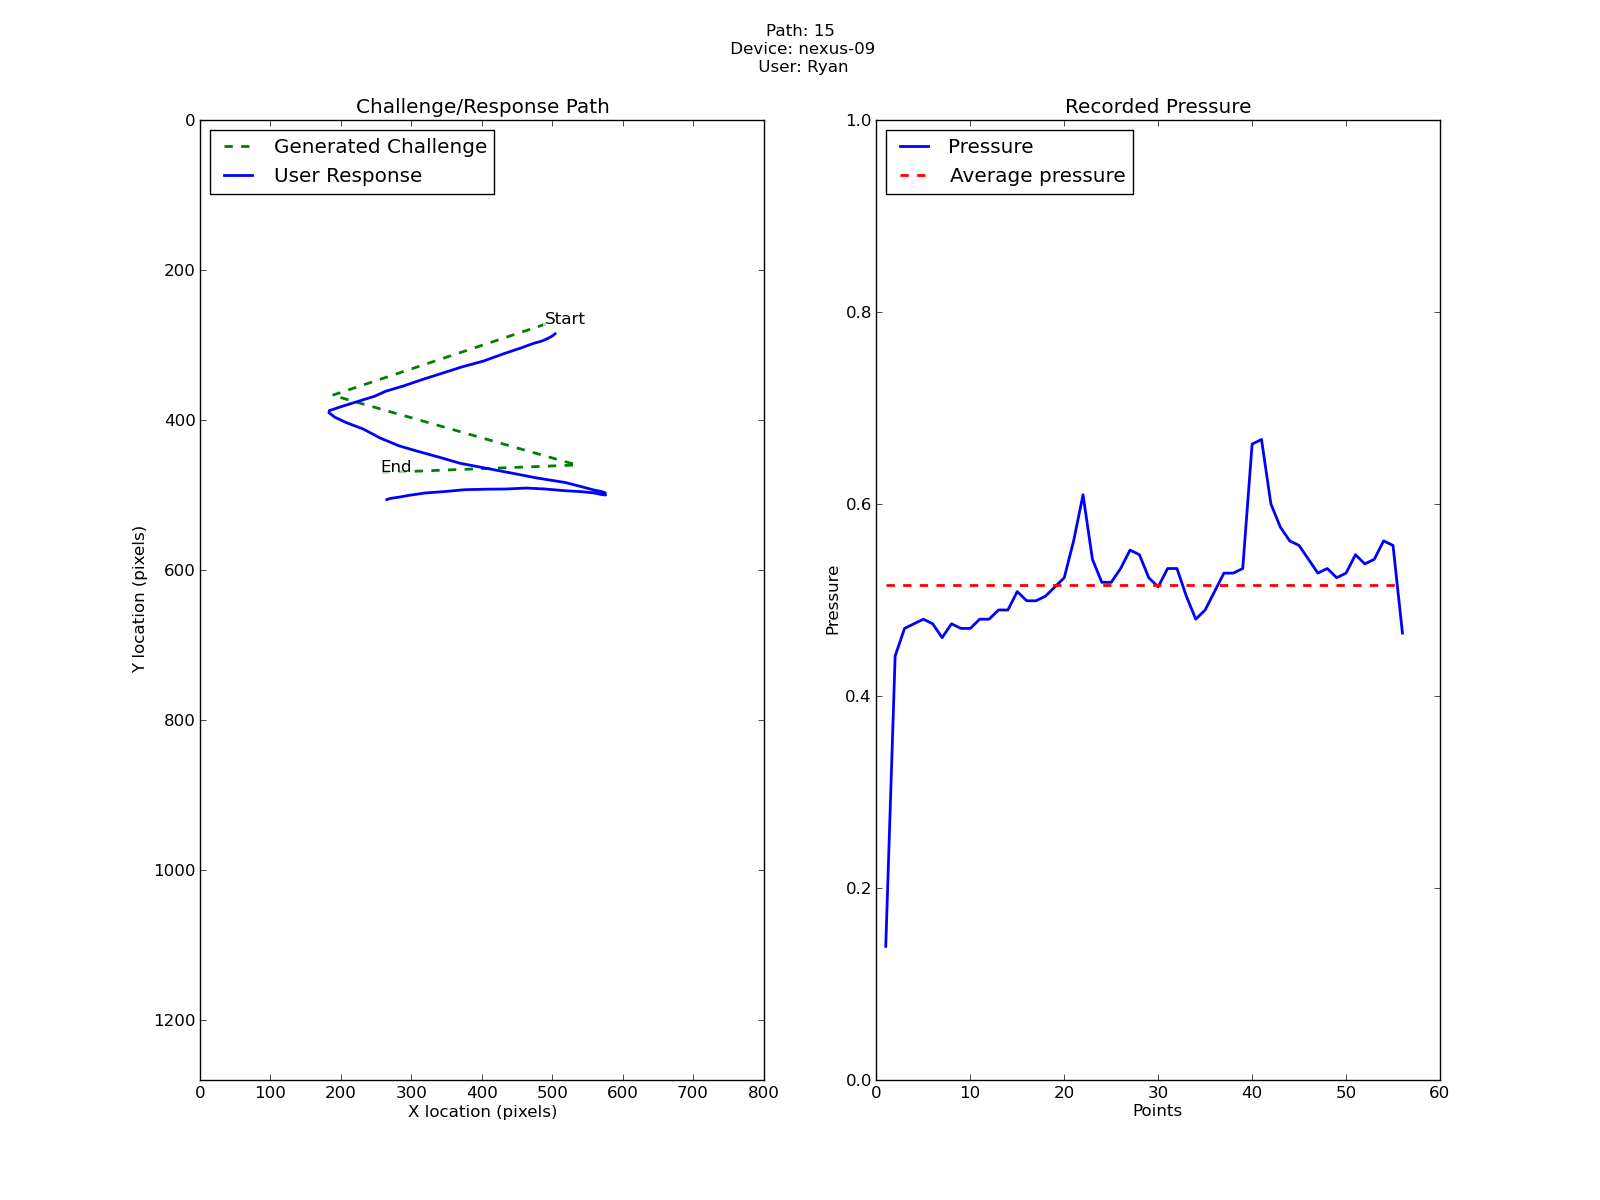 Path: 15
Device: nexus-09
User: Ryan
Challenge/Response Path
Generated Challenge
User Response
0
200
400
600
800
1000
1200
Y location (pixels)
Start
End
0 100 200 300 400 500 600 700 800
X location (pixels)
Recorded Pressure
Pressure
Average pressure
1.0
0.8
0.6
0.4
0.2
0.0
Pressure
0 10 20 30 40 50 60
Points